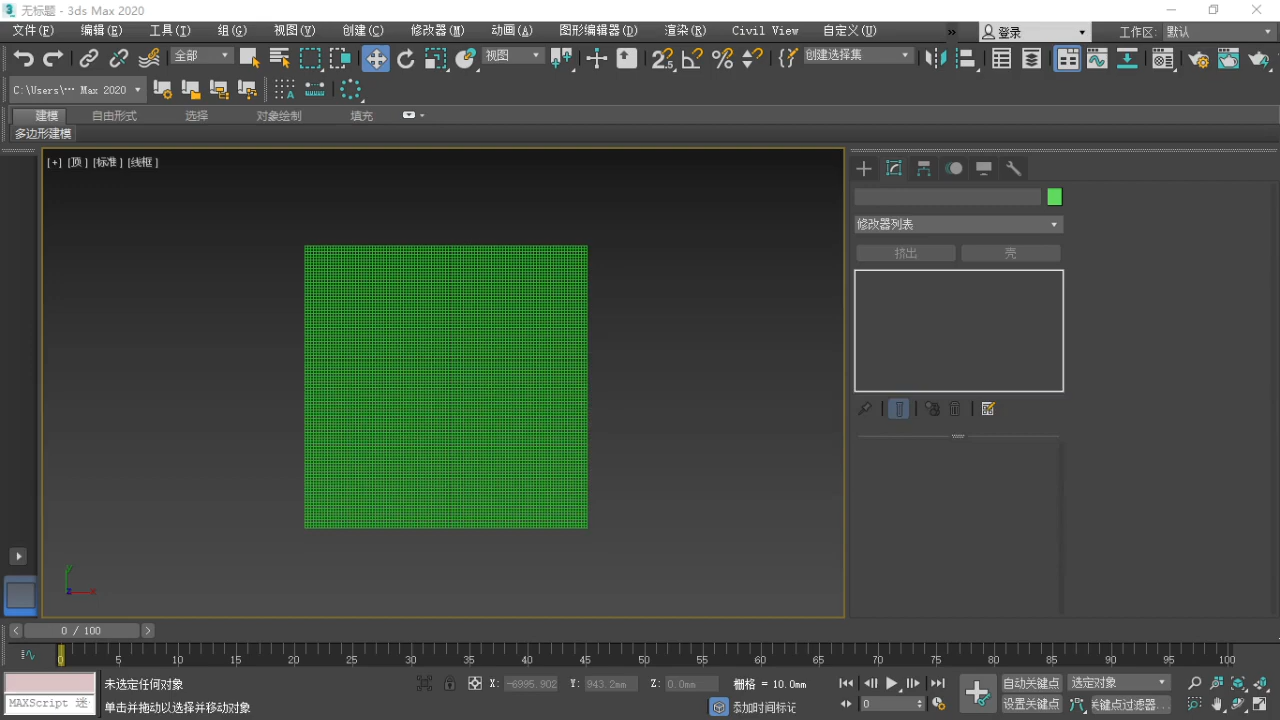 无标题 - 3ds Max 2020
文件(F) 编辑(E) 工具(T) 组(G) 视图(V) 创建(C) 修改器(M) 动画(A) 图形编辑器(D) 渲染(R) Civil View 自定义(U) » 登录 工作区: 默认
全部 视图 2.5 创建选择集
C:\Users\··· Max 2020
建模 自由形式 选择 对象绘制 填充
多边形建模
[+] [顶] [标准] [线框]
修改器列表
挤出 壳
y
z x
< 0 / 100 >
0 5 10 15 20 25 30 35 40 45 50 55 60 65 70 75 80 85 90 95 100
未选定任何对象 X: -6995.902 Y: 943.2mm Z: 0.0mm 栅格 = 10.0mm 自动关键点 选定对象
MAXScript 迷 单击并拖动以选择并移动对象 添加时间标记 0 设置关键点 关键点过滤器...